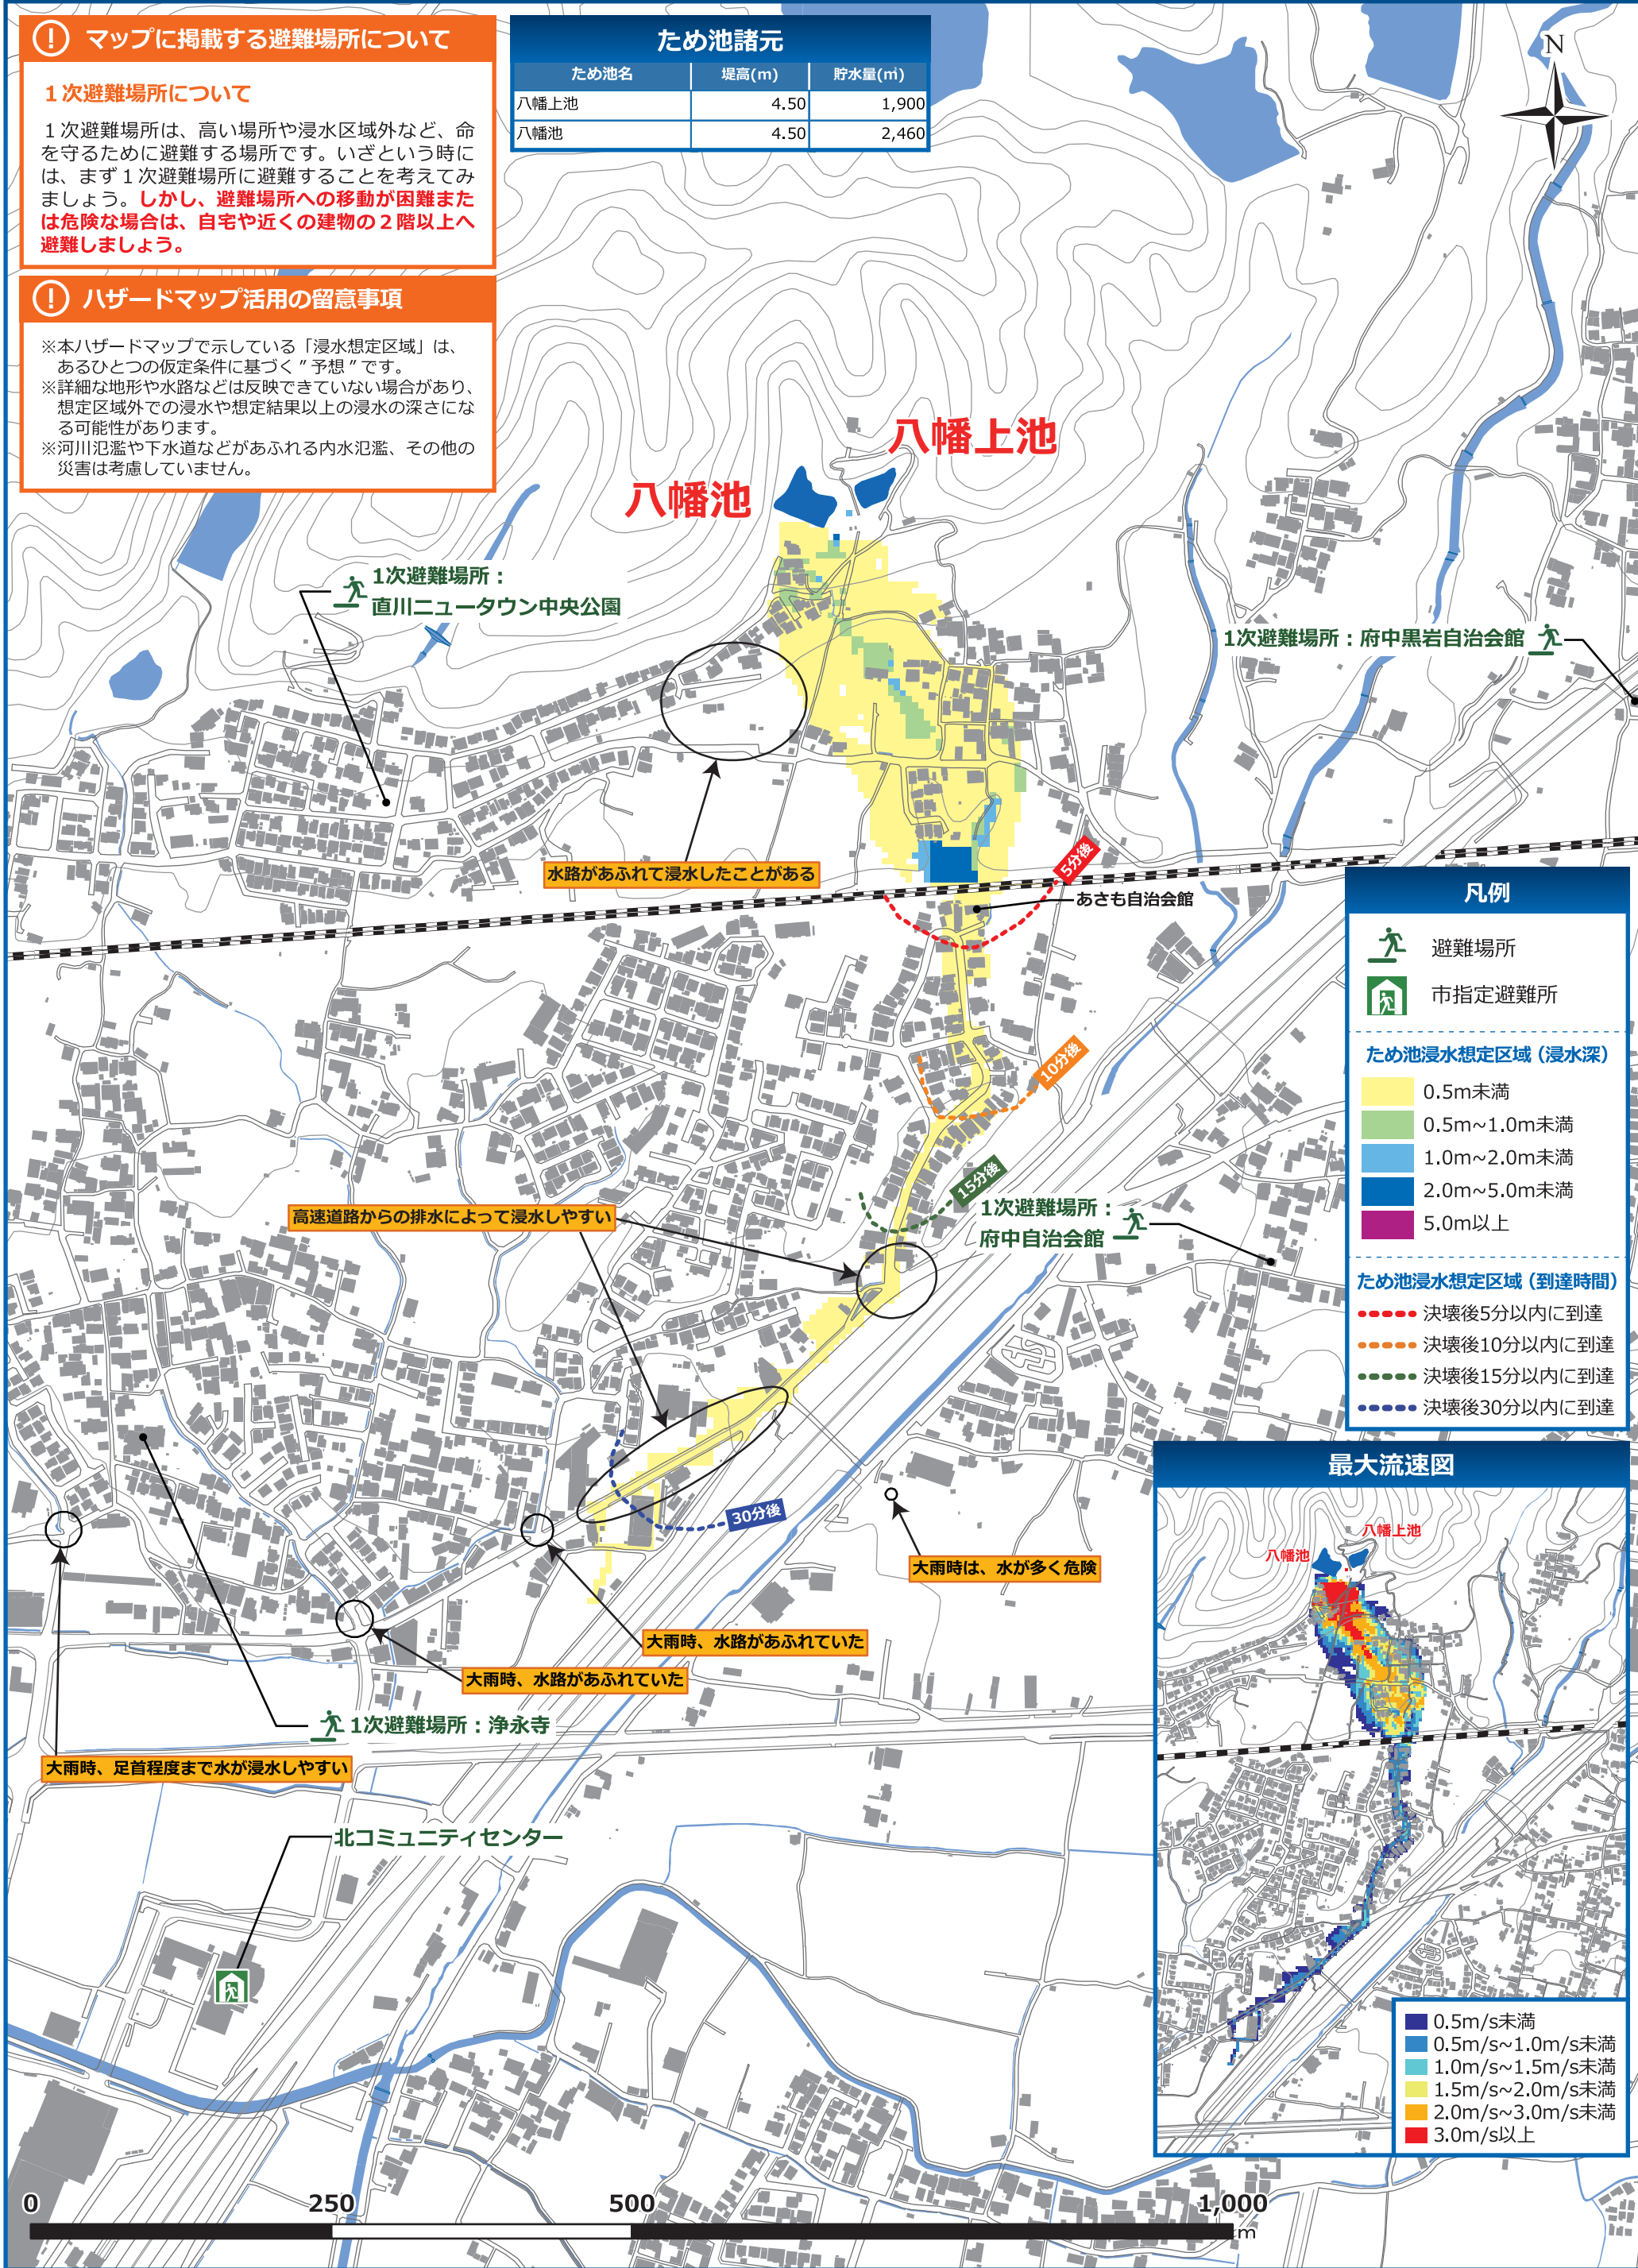 マップに掲載する避難場所について
1次避難場所について
1次避難場所は、高い場所や浸水区域外など、命
を守るために避難する場所です。いざという時に
は、まず1次避難場所に避難することを考えてみ
ましょう。しかし、避難場所への移動が困難また
は危険な場合は、自宅や近くの建物の2階以上へ
避難しましょう。
ハザードマップ活用の留意事項
※本ハザードマップで示している「浸水想定区域」は、
あるひとつの仮定条件に基づく"予想"です。
※詳細な地形や水路などは反映できていない場合があり、
想定区域外での浸水や想定結果以上の浸水の深さにな
る可能性があります。
※河川氾濫や下水道などがあふれる内水氾濫、その他の
災害は考慮していません。
ため池諸元
ため池名 堤高(m) 貯水量(㎥)
八幡上池 4.50 1,900
八幡池 4.50 2,460
N
八幡上池
八幡池
1次避難場所:
直川ニュータウン中央公園
1次避難場所:府中黒岩自治会館
水路があふれて浸水したことがある
5分後
あさも自治会館
10分後
15分後
1次避難場所:
府中自治会館
高速道路からの排水によって浸水しやすい
30分後
大雨時は、水が多く危険
大雨時、水路があふれていた
大雨時、水路があふれていた
1次避難場所:浄永寺
大雨時、足首程度まで水が浸水しやすい
北コミュニティセンター
凡例
避難場所
市指定避難所
ため池浸水想定区域(浸水深)
0.5m未満
0.5m~1.0m未満
1.0m~2.0m未満
2.0m~5.0m未満
5.0m以上
ため池浸水想定区域(到達時間)
決壊後5分以内に到達
決壊後10分以内に到達
決壊後15分以内に到達
決壊後30分以内に到達
最大流速図
八幡上池
八幡池
0.5m/s未満
0.5m/s~1.0m/s未満
1.0m/s~1.5m/s未満
1.5m/s~2.0m/s未満
2.0m/s~3.0m/s未満
3.0m/s以上
0 250 500 1,000
m